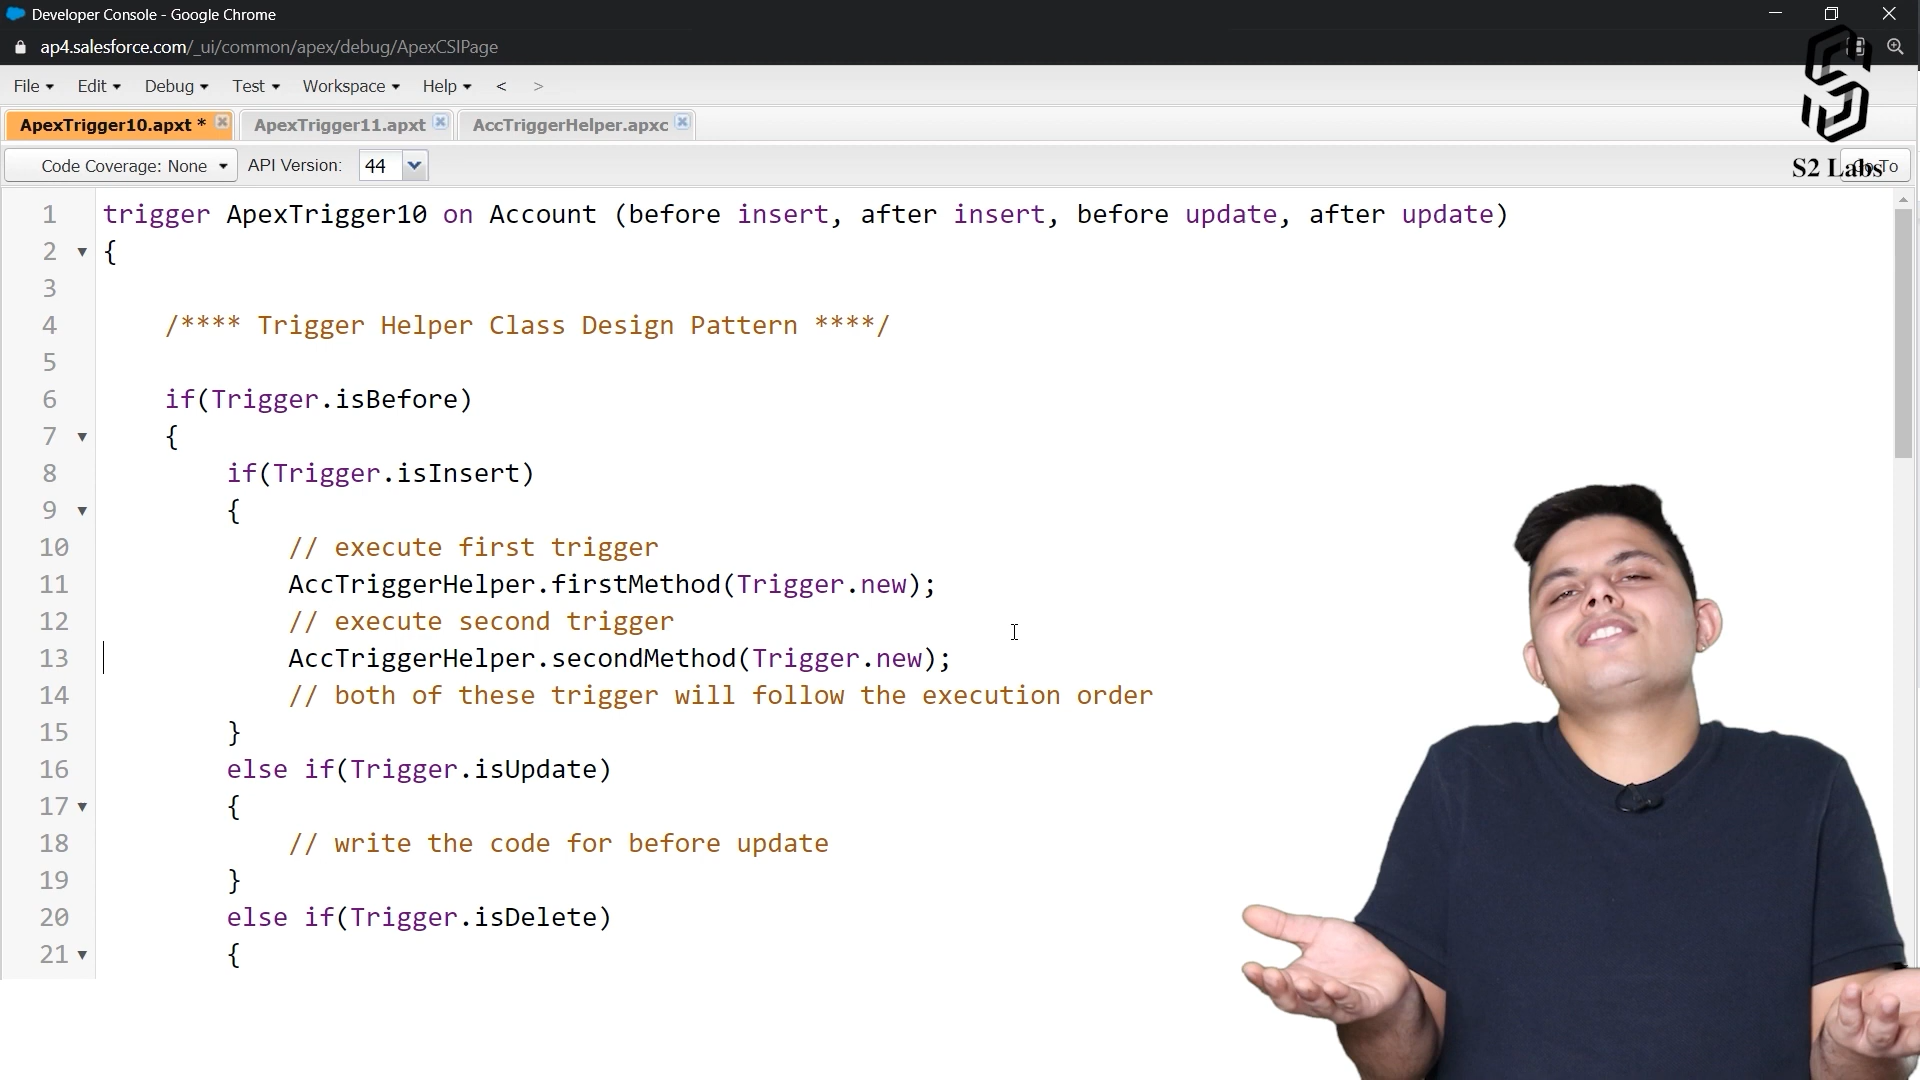 Developer Console - Google Chrome
ap4.salesforce.com/_ui/common/apex/debug/ApexCSIPage
File Edit Debug Test Workspace Help < >
ApexTrigger10.apxt * ApexTrigger11.apxt AccTriggerHelper.apxc
Code Coverage: None API Version: 44 Go To
S2 Labs
1 trigger ApexTrigger10 on Account (before insert, after insert, before update, after update)
2 {
3
4 /**** Trigger Helper Class Design Pattern ****/
5
6 if(Trigger.isBefore)
7 {
8 if(Trigger.isInsert)
9 {
10 // execute first trigger
11 AccTriggerHelper.firstMethod(Trigger.new);
12 // execute second trigger
13 AccTriggerHelper.secondMethod(Trigger.new);
14 // both of these trigger will follow the execution order
15 }
16 else if(Trigger.isUpdate)
17 {
18 // write the code for before update
19 }
20 else if(Trigger.isDelete)
21 {